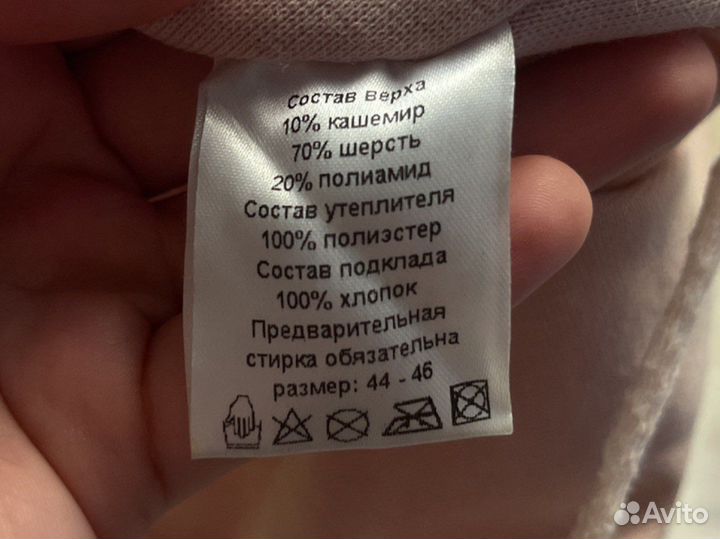 Состав верха
10% кашемир
70% шерсть
20% полиамид
Состав утеплителя
100% полиэстер
Состав подклада
100% хлопок
Предварительная
стирка обязательна
размер: 44 - 46
Avito